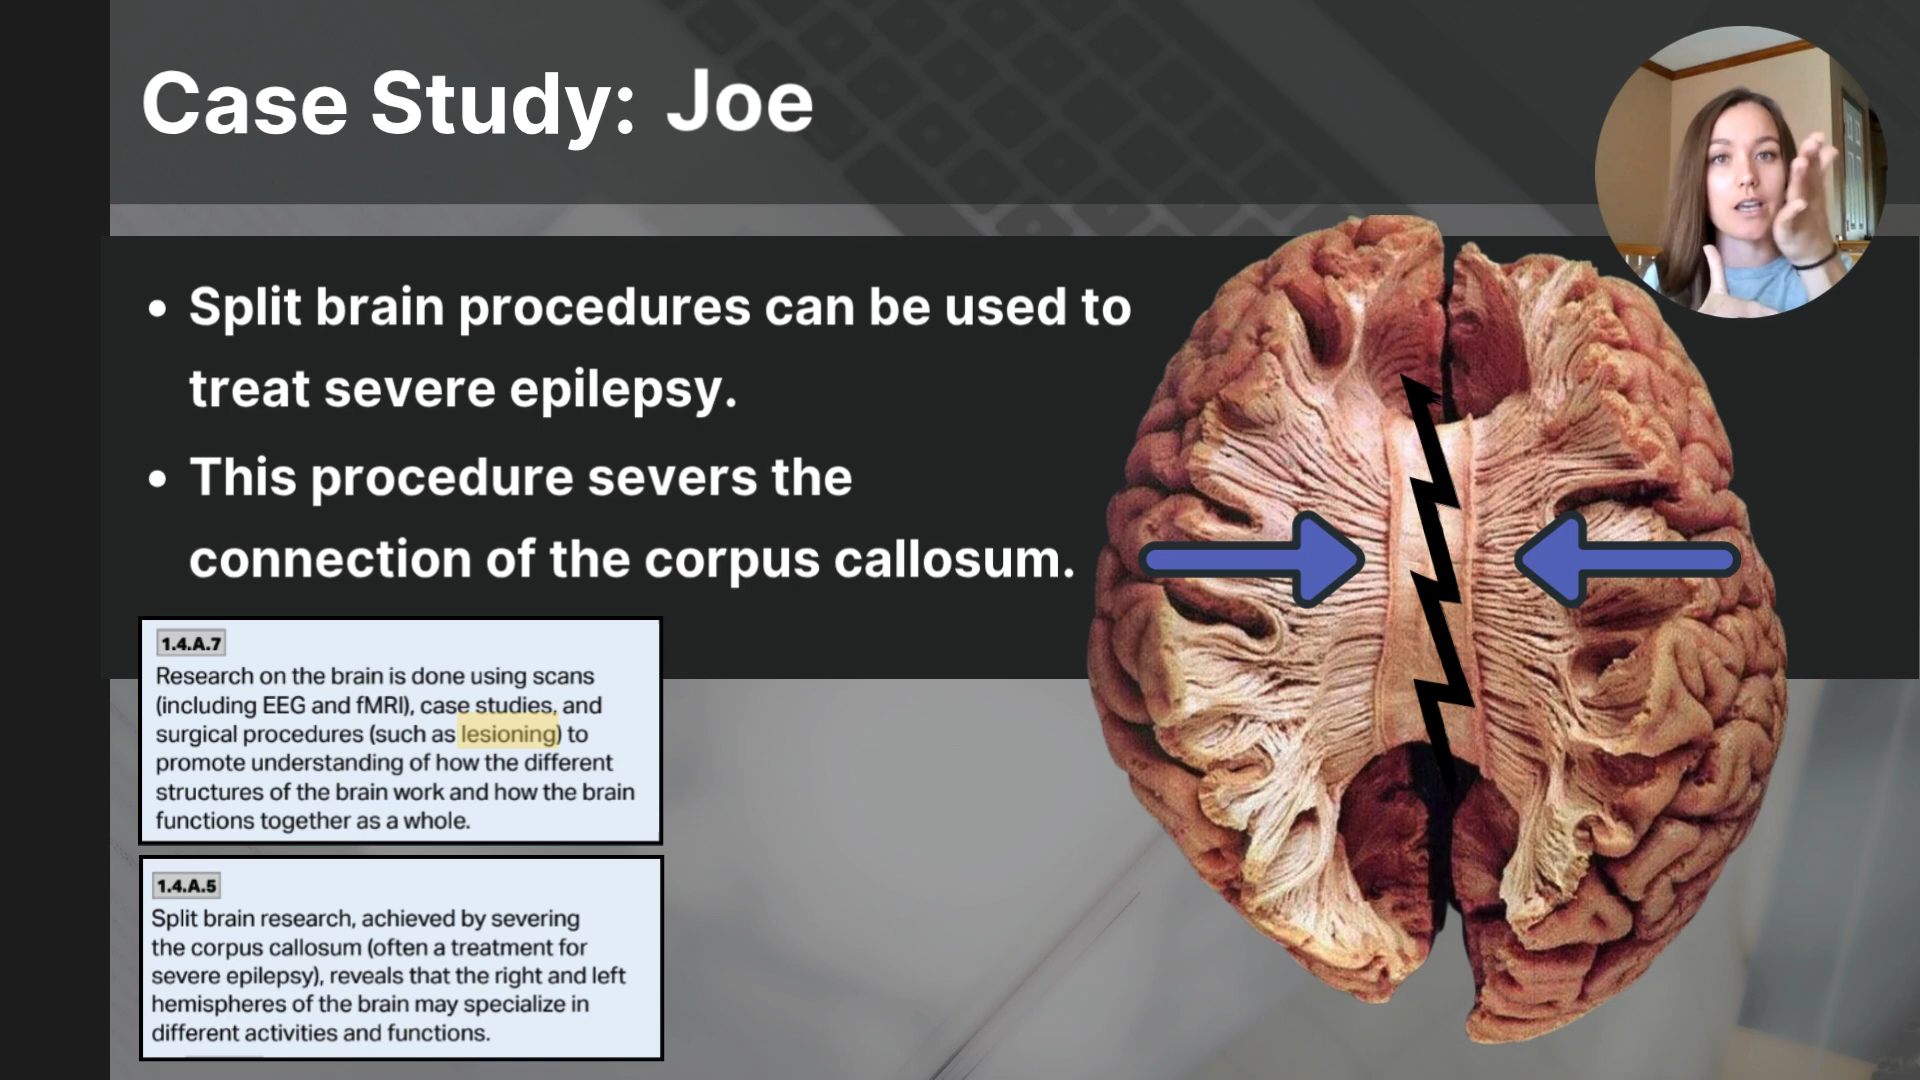 Case Study: Joe
• Split brain procedures can be used to
treat severe epilepsy.
• This procedure severs the
connection of the corpus callosum.
1.4.A.7
Research on the brain is done using scans
(including EEG and fMRI), case studies, and
surgical procedures (such as lesioning) to
promote understanding of how the different
structures of the brain work and how the brain
functions together as a whole.
1.4.A.5
Split brain research, achieved by severing
the corpus callosum (often a treatment for
severe epilepsy), reveals that the right and left
hemispheres of the brain may specialize in
different activities and functions.